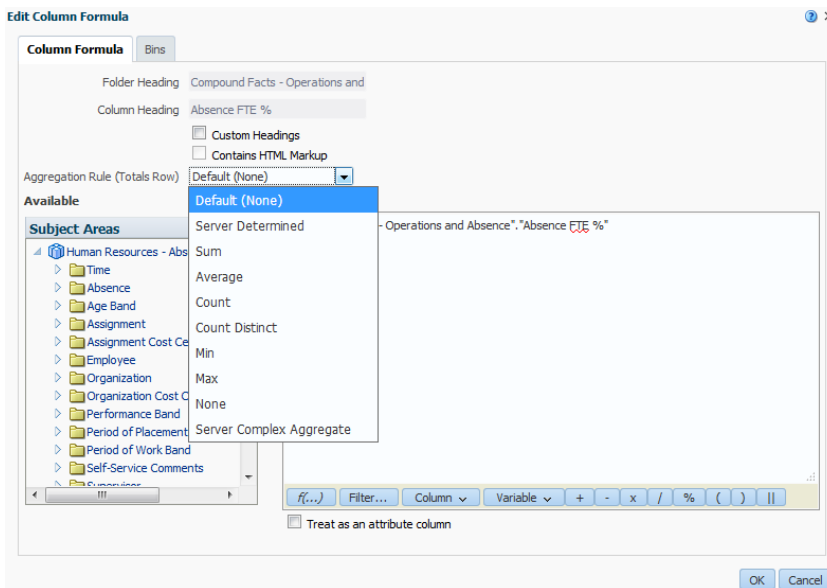 Edit Column Formula
Column Formula
Bins
Folder Heading
Compound Facts - Operations and
Column Heading
Absence FTE %
Custom Headings
Contains HTML Markup
Aggregation Rule (Totals Row)
Default (None)
Available
Default (None)
Server Determined
Sum
Average
Count
Count Distinct
Min
Max
None
Server Complex Aggregate
Subject Areas
Human Resources - Abs
Time
Absence
Age Band
Assignment
Assignment Cost Ce
Employee
Organization
Organization Cost C
Performance Band
Period of Placement
Period of Work Band
Self-Service Comments
Supervisor
- Operations and Absence"."Absence FTE %"
f(...)
Filter...
Column
Variable
+
-
x
/
%
(
)
||
Treat as an attribute column
OK
Cancel